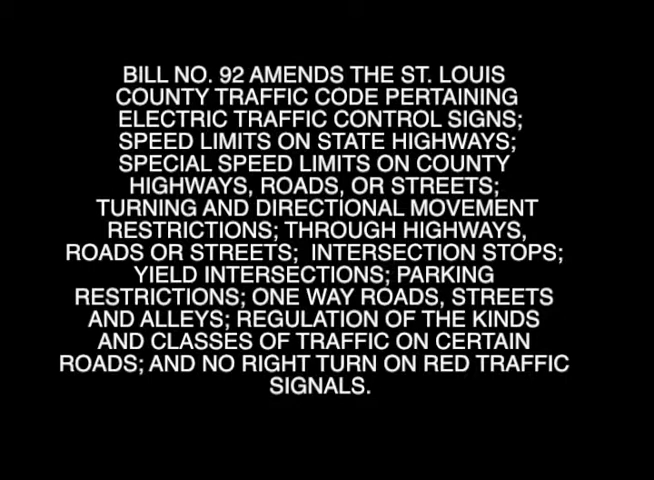 BILL NO. 92 AMENDS THE ST. LOUIS
COUNTY TRAFFIC CODE PERTAINING
ELECTRIC TRAFFIC CONTROL SIGNS;
SPEED LIMITS ON STATE HIGHWAYS;
SPECIAL SPEED LIMITS ON COUNTY
HIGHWAYS, ROADS, OR STREETS;
TURNING AND DIRECTIONAL MOVEMENT
RESTRICTIONS; THROUGH HIGHWAYS,
ROADS OR STREETS; INTERSECTION STOPS;
YIELD INTERSECTIONS; PARKING
RESTRICTIONS; ONE WAY ROADS, STREETS
AND ALLEYS; REGULATION OF THE KINDS
AND CLASSES OF TRAFFIC ON CERTAIN
ROADS; AND NO RIGHT TURN ON RED TRAFFIC
SIGNALS.